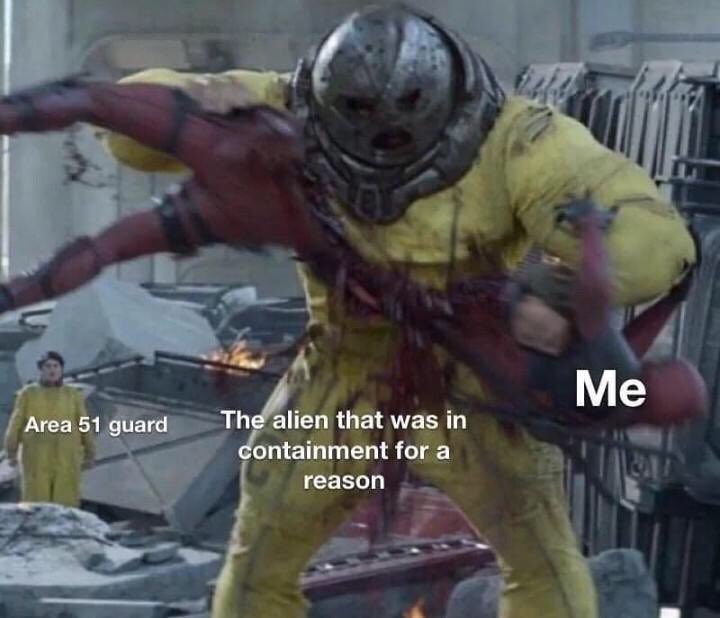 Me
Area 51 guard
The alien that was in
containment for a
reason